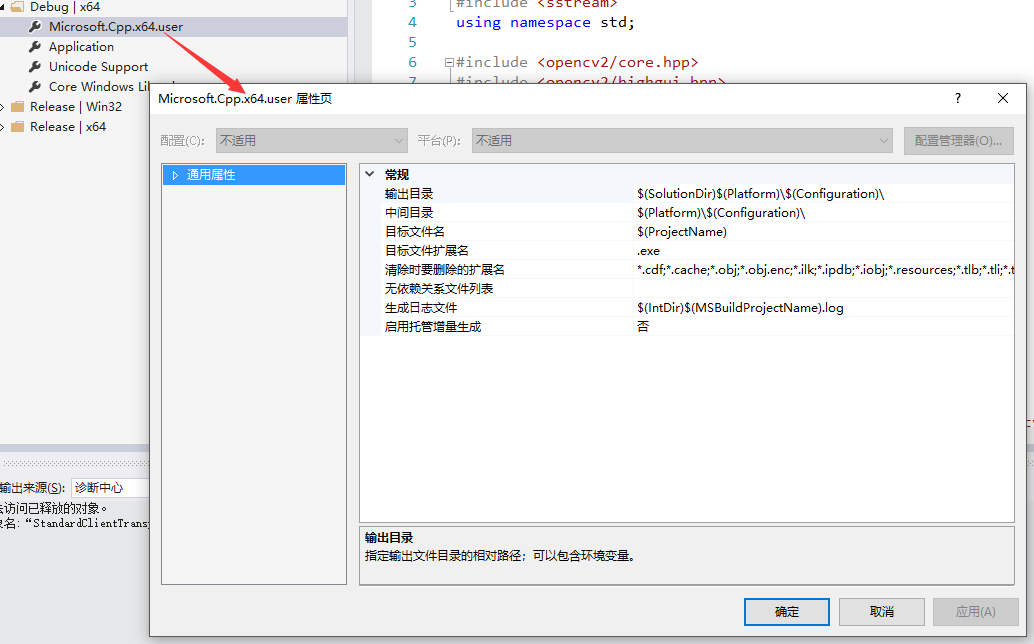 Debug | x64
Microsoft.Cpp.x64.user
Application
Unicode Support
Core Windows Li
Release | Win32
Release | x64
3 #include <sstream>
4 using namespace std;
5
6 #include <opencv2/core.hpp>
7 #include <opencv2/highgui.hpp>
Microsoft.Cpp.x64.user 属性页
?
配置(C): 不适用 平台(P): 不适用 配置管理器(O)...
通用属性
常规
输出目录 $(SolutionDir)$(Platform)\$(Configuration)\
中间目录 $(Platform)\$(Configuration)\
目标文件名 $(ProjectName)
目标文件扩展名 .exe
清除时要删除的扩展名 *.cdf;*.cache;*.obj;*.obj.enc;*.ilk;*.ipdb;*.iobj;*.resources;*.tlb;*.tli;*.t
无依赖关系文件列表
生成日志文件 $(IntDir)$(MSBuildProjectName).log
启用托管增量生成 否
输出目录
指定输出文件目录的相对路径；可以包含环境变量。
确定 取消 应用(A)
输出来源(S): 诊断中心
访问已释放的对象。
名:“StandardClientTrans